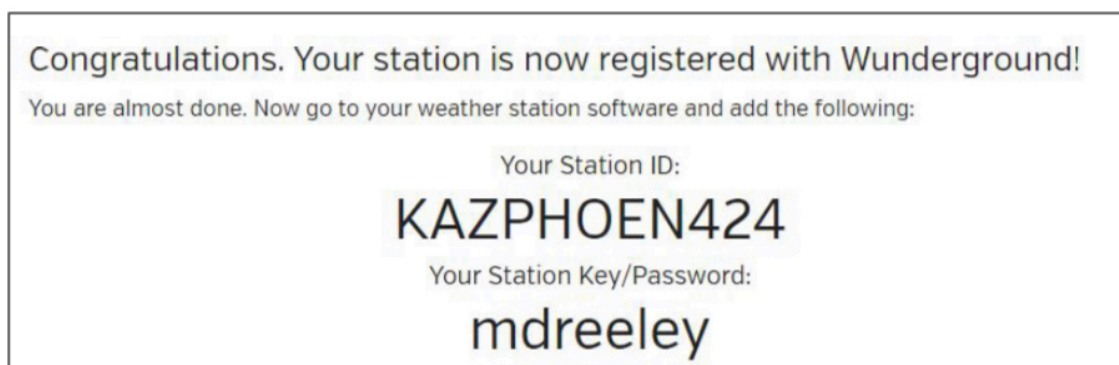 Congratulations. Your station is now registered with Wunderground!
You are almost done. Now go to your weather station software and add the following:
Your Station ID:
KAZPHOEN424
Your Station Key/Password:
mdreeley